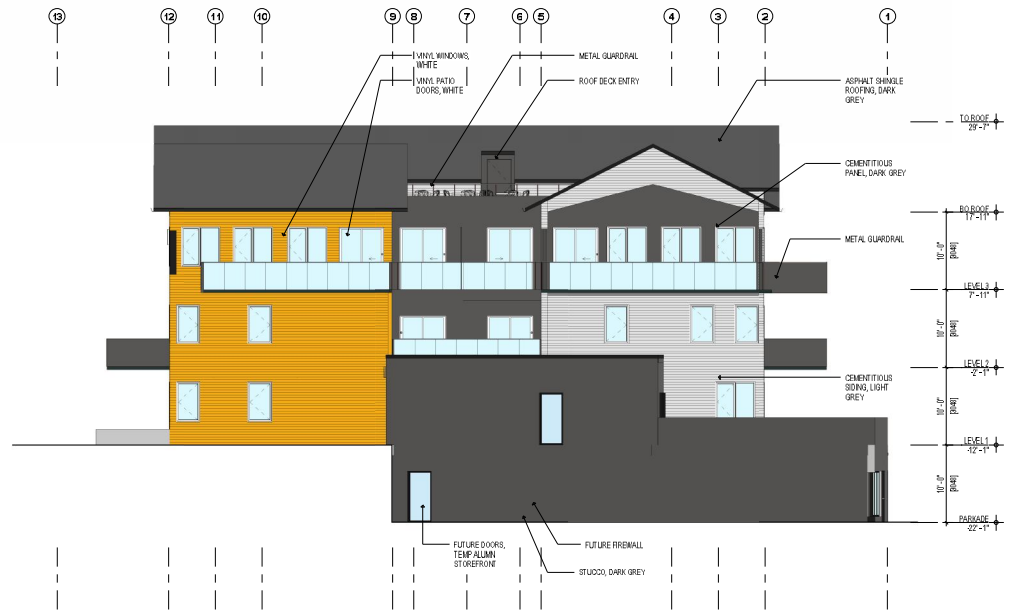 13
12
11
10
9
8
7
6
5
4
3
2
1
VINYL WINDOWS,
WHITE
VINYL PATIO
DOORS, WHITE
METAL GUARDRAIL
ROOF DECK ENTRY
ASPHALT SHINGLE
ROOFING, DARK
GREY
TO ROOF
29'-7"
CEMENTITIOUS
PANEL, DARK GREY
BO ROOF
17'-11"
METAL GUARDRAIL
10'-0"
[3048]
LEVEL 3
7'-11"
10'-0"
[3048]
LEVEL 2
-2'-1"
CEMENTITIOUS
SIDING, LIGHT
GREY
10'-0"
[3048]
LEVEL 1
-12'-1"
10'-0"
[3048]
PARKADE
-22'-1"
FUTURE DOORS,
TEMP ALUMN
STOREFRONT
FUTURE FIREWALL
STUCCO, DARK GREY